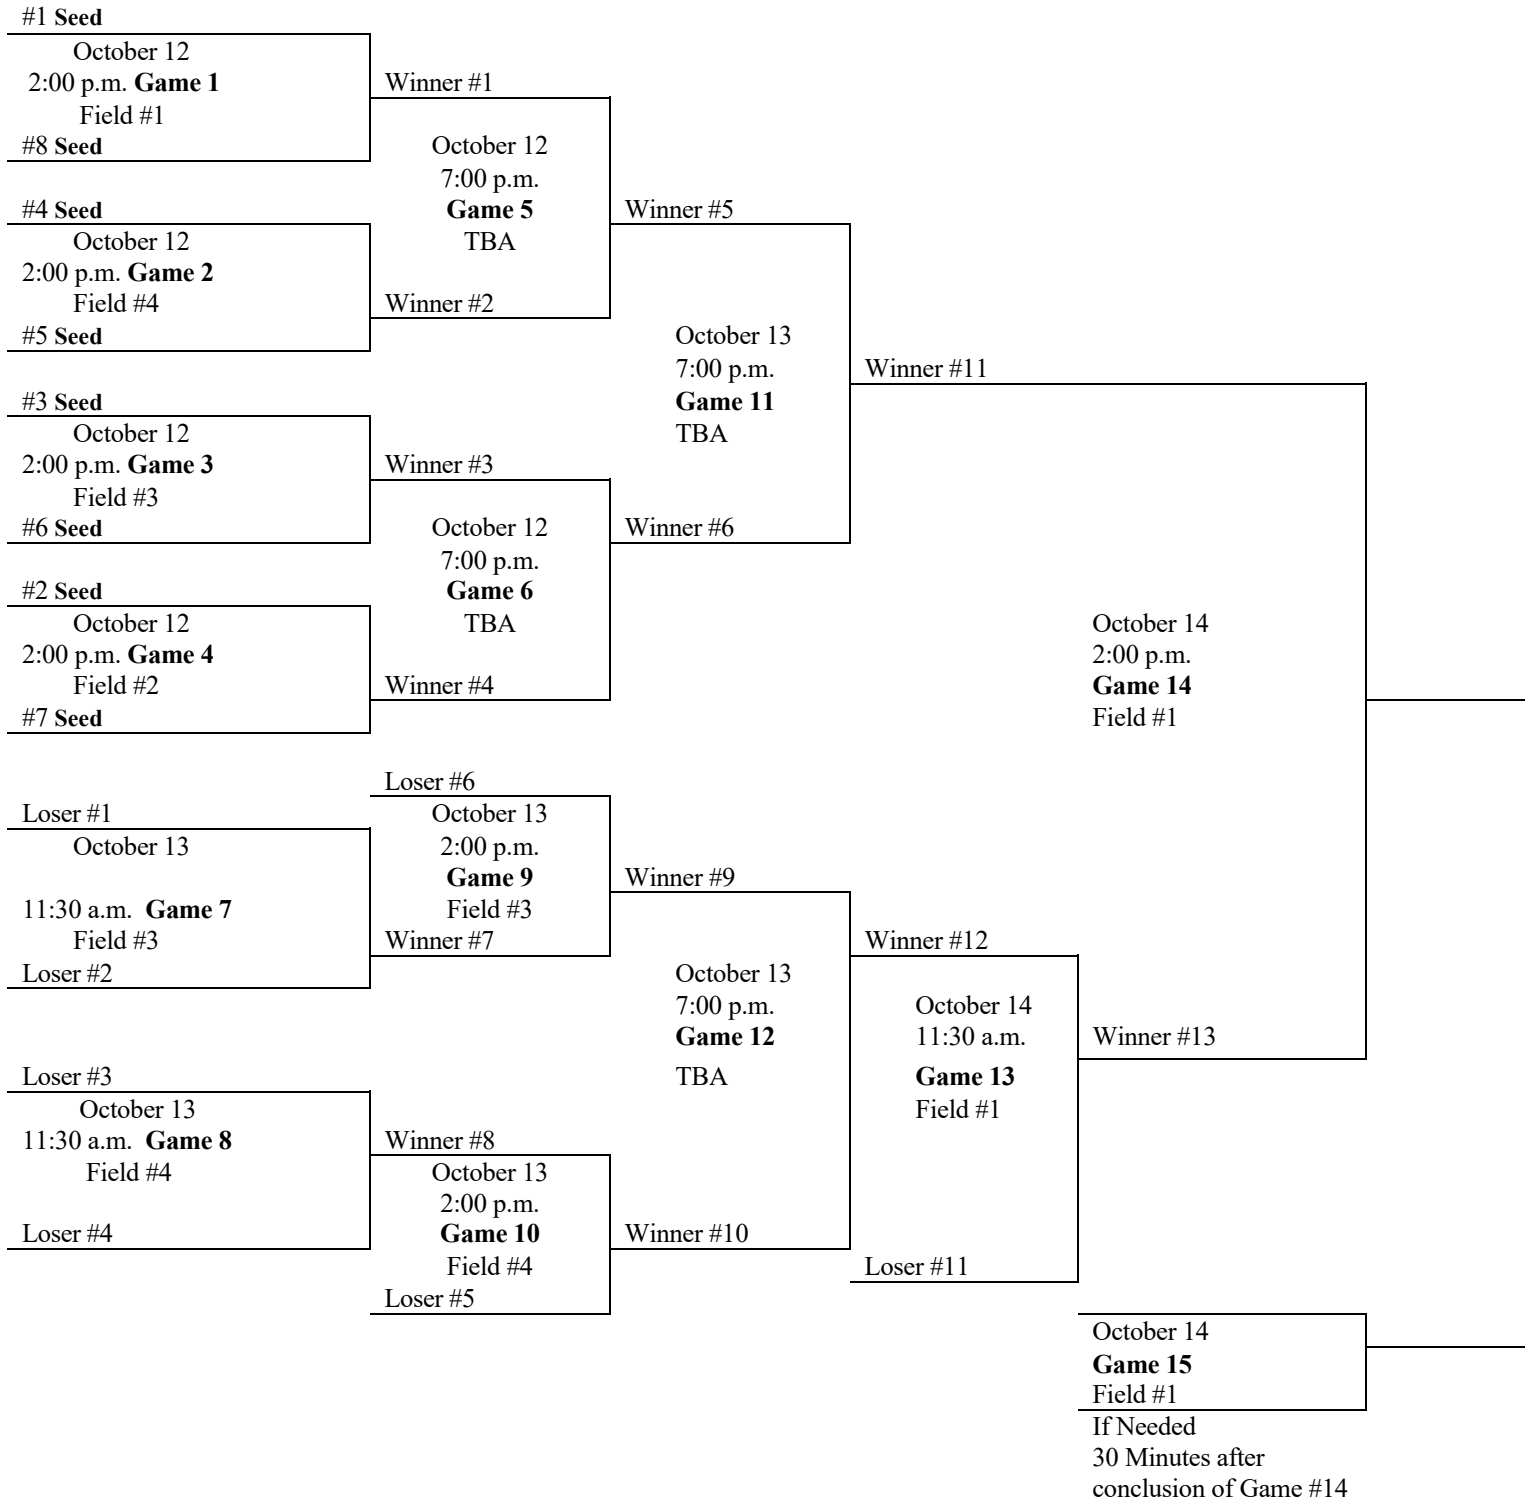 #1 Seed
October 12
2:00 p.m. Game 1
Field #1
#8 Seed
#4 Seed
October 12
2:00 p.m. Game 2
Field #4
#5 Seed
#3 Seed
October 12
2:00 p.m. Game 3
Field #3
#6 Seed
#2 Seed
October 12
2:00 p.m. Game 4
Field #2
#7 Seed
Loser #1
October 13
11:30 a.m. Game 7
Field #3
Loser #2
Loser #3
October 13
11:30 a.m. Game 8
Field #4
Loser #4
Winner #1
October 12
7:00 p.m.
Game 5
TBA
Winner #2
Winner #3
October 12
7:00 p.m.
Game 6
TBA
Winner #4
Loser #6
October 13
2:00 p.m.
Game 9
Field #3
Winner #7
Winner #8
October 13
2:00 p.m.
Game 10
Field #4
Loser #5
Winner #5
October 13
7:00 p.m.
Game 11
TBA
Winner #6
Winner #9
October 13
7:00 p.m.
Game 12
TBA
Winner #10
Winner #11
October 14
2:00 p.m.
Game 14
Field #1
Winner #12
October 14
11:30 a.m.
Game 13
Field #1
Loser #11
Winner #13
October 14
Game 15
Field #1
If Needed
30 Minutes after
conclusion of Game #14